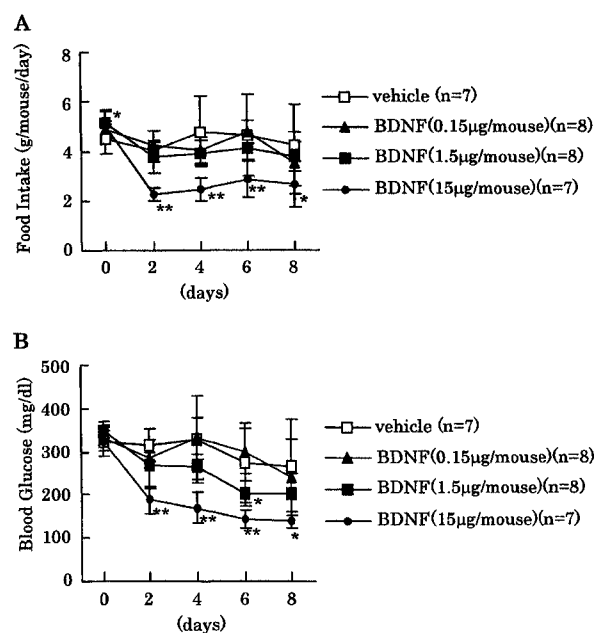 A
Food Intake (g/mouse/day)
8
6
4
2
0
*
** ** ** *
0 2 4 6 8
(days)
vehicle (n=7)
BDNF(0.15μg/mouse)(n=8)
BDNF(1.5μg/mouse)(n=8)
BDNF(15μg/mouse)(n=7)
B
Blood Glucose (mg/dl)
500
400
300
200
100
0
*
** ** ** *
0 2 4 6 8
(days)
vehicle (n=7)
BDNF(0.15μg/mouse)(n=8)
BDNF(1.5μg/mouse)(n=8)
BDNF(15μg/mouse)(n=7)